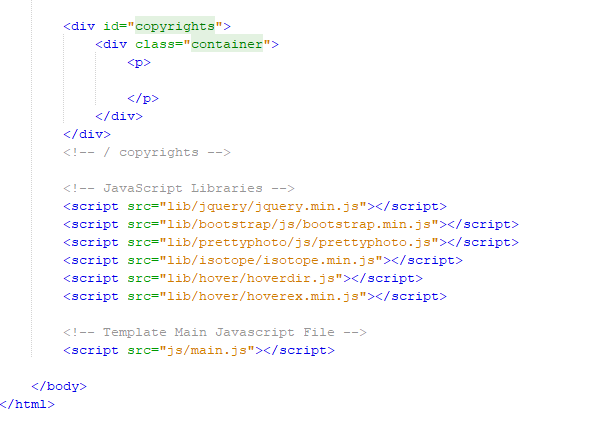 <div id="copyrights">
<div class="container">
<p>
</p>
</div>
</div>
<!-- / copyrights -->
<!-- JavaScript Libraries -->
<script src="lib/jquery/jquery.min.js"></script>
<script src="lib/bootstrap/js/bootstrap.min.js"></script>
<script src="lib/prettyphoto/js/prettyphoto.js"></script>
<script src="lib/isotope/isotope.min.js"></script>
<script src="lib/hover/hoverdir.js"></script>
<script src="lib/hover/hoverex.min.js"></script>
<!-- Template Main Javascript File -->
<script src="js/main.js"></script>
</body>
</html>